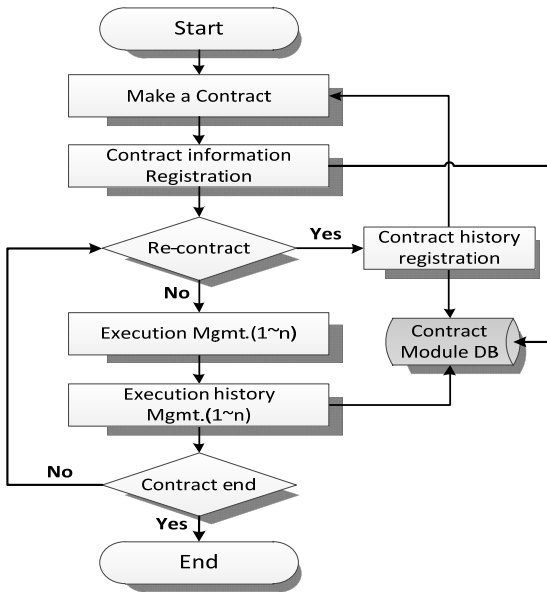 Start
Make a Contract
Contract information
Registration
Re-contract
Yes
Contract history
registration
No
Execution Mgmt.(1~n)
Contract
Module DB
Execution history
Mgmt.(1~n)
No
Contract end
Yes
End